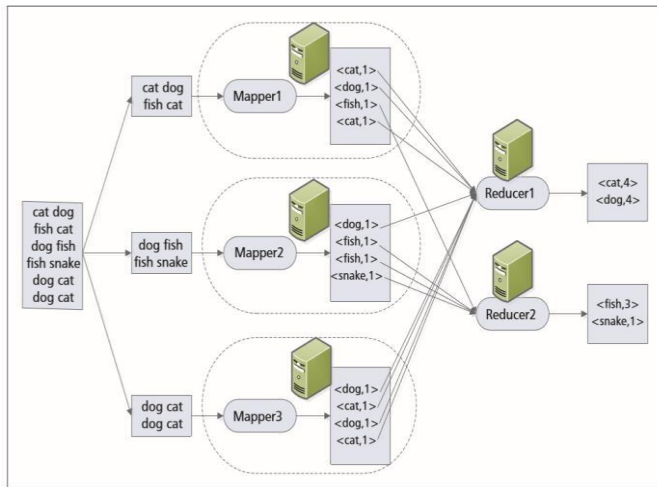 cat dog
fish cat
dog fish
fish snake
dog cat
dog cat
cat dog
fish cat
Mapper1
<cat,1>
<dog,1>
<fish,1>
<cat,1>
dog fish
fish snake
Mapper2
<dog,1>
<fish,1>
<fish,1>
<snake,1>
dog cat
dog cat
Mapper3
<dog,1>
<cat,1>
<dog,1>
<cat,1>
Reducer1
<cat,4>
<dog,4>
Reducer2
<fish,3>
<snake,1>